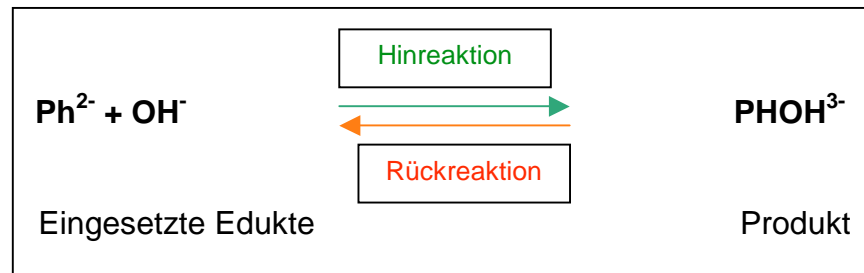 Hinreaktion
Ph²⁻ + OH⁻ PHOH³⁻
Rückreaktion
Eingesetzte Edukte Produkt